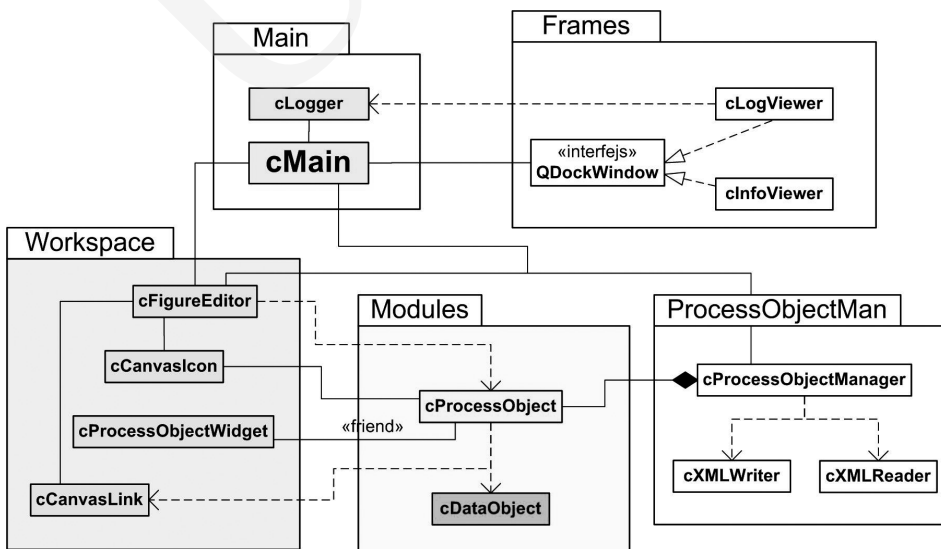 Main
Frames
cLogger
cMain
cLogViewer
«interfejs»
QDockWindow
cInfoViewer
Workspace
cFigureEditor
cCanvasIcon
cProcessObjectWidget
cCanvasLink
Modules
cProcessObject
«friend»
cDataObject
ProcessObjectMan
cProcessObjectManager
cXMLWriter
cXMLReader